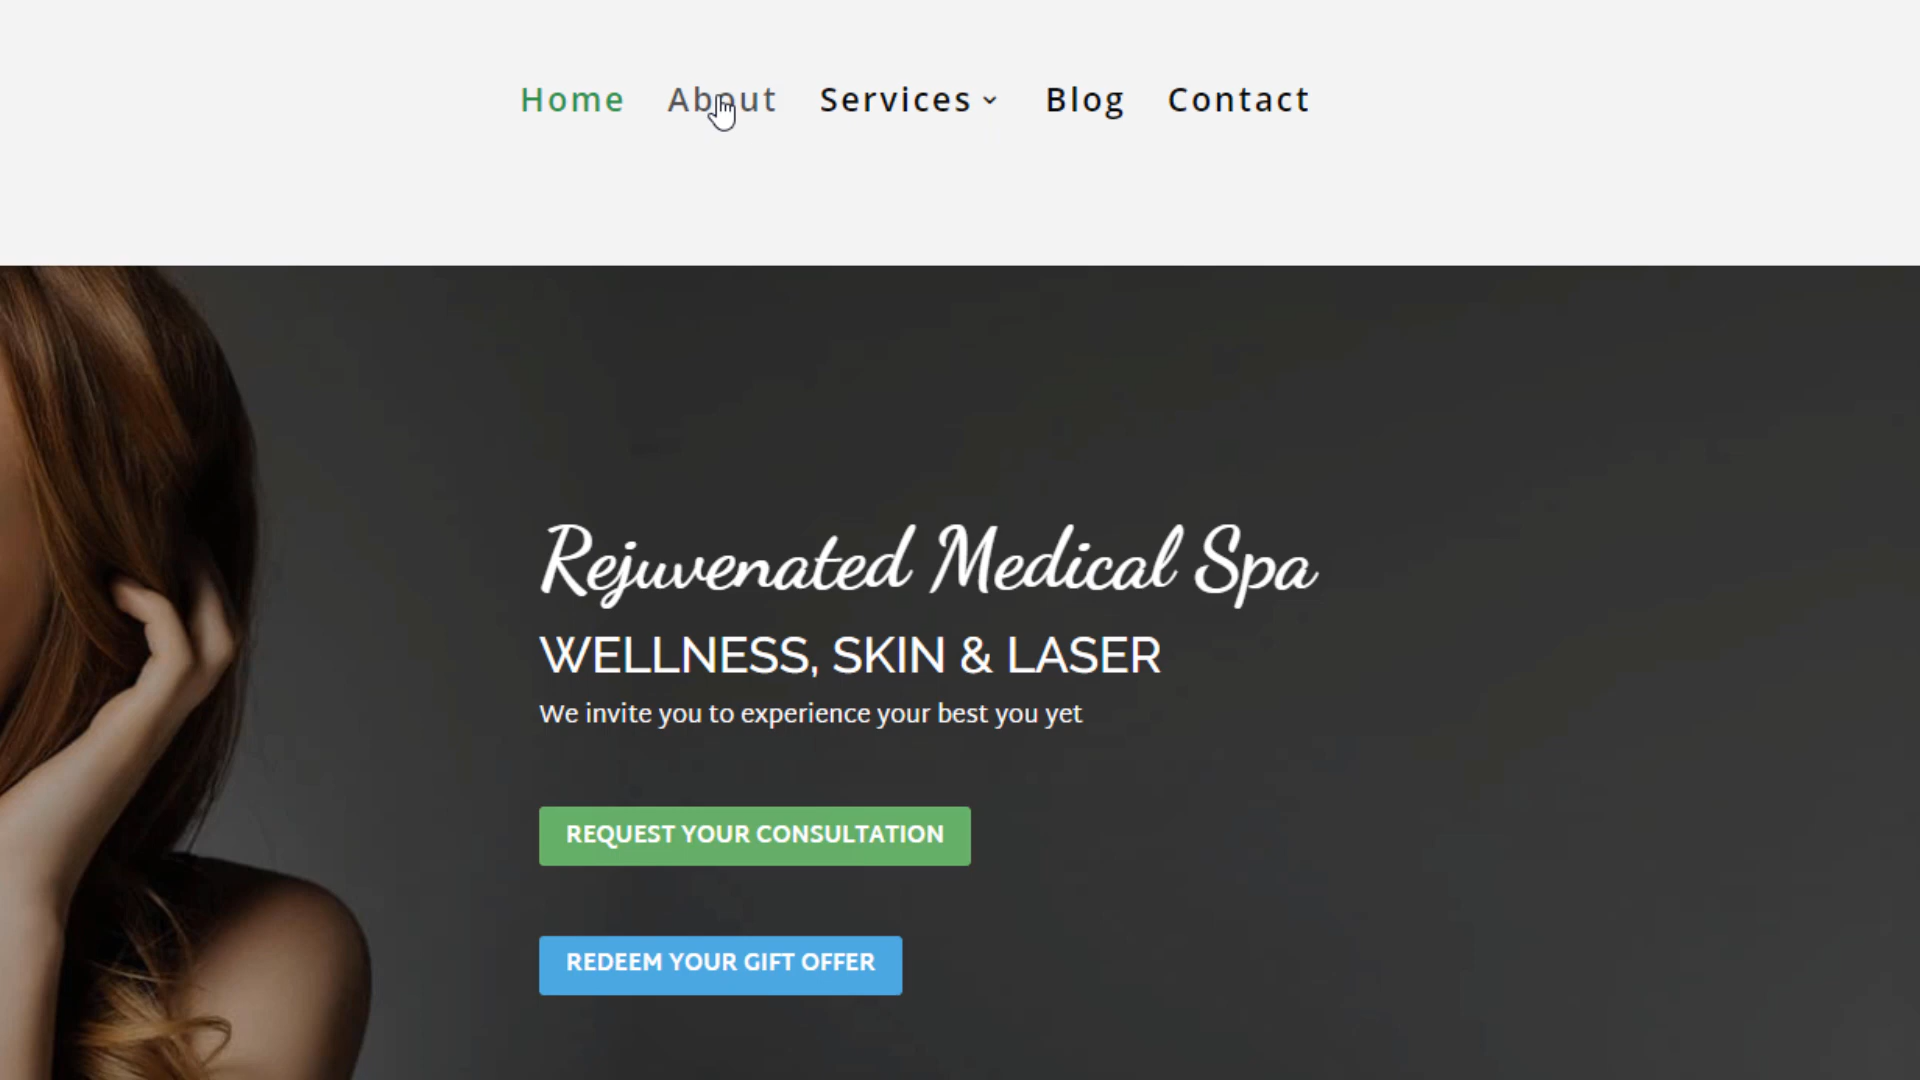 Home About Services Blog Contact
Rejuvenated Medical Spa
WELLNESS, SKIN & LASER
We invite you to experience your best you yet
REQUEST YOUR CONSULTATION
REDEEM YOUR GIFT OFFER